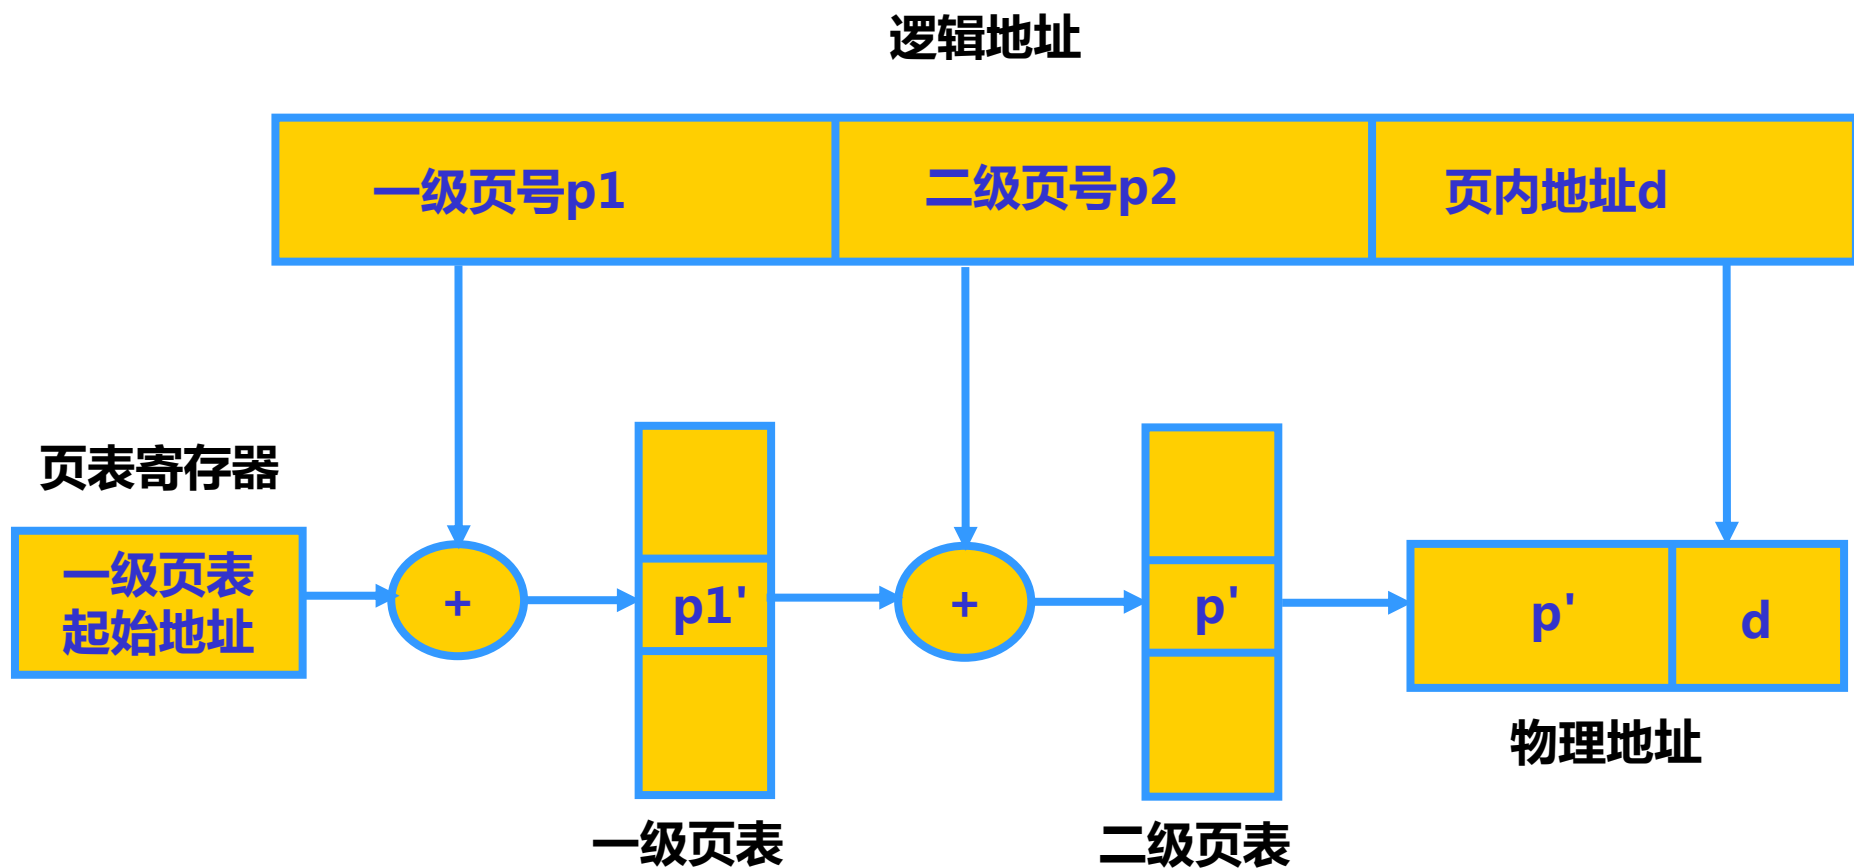 逻辑地址
一级页号p1
二级页号p2
页内地址d
页表寄存器
一级页表
起始地址
+
p1'
+
p'
p'
d
物理地址
一级页表
二级页表